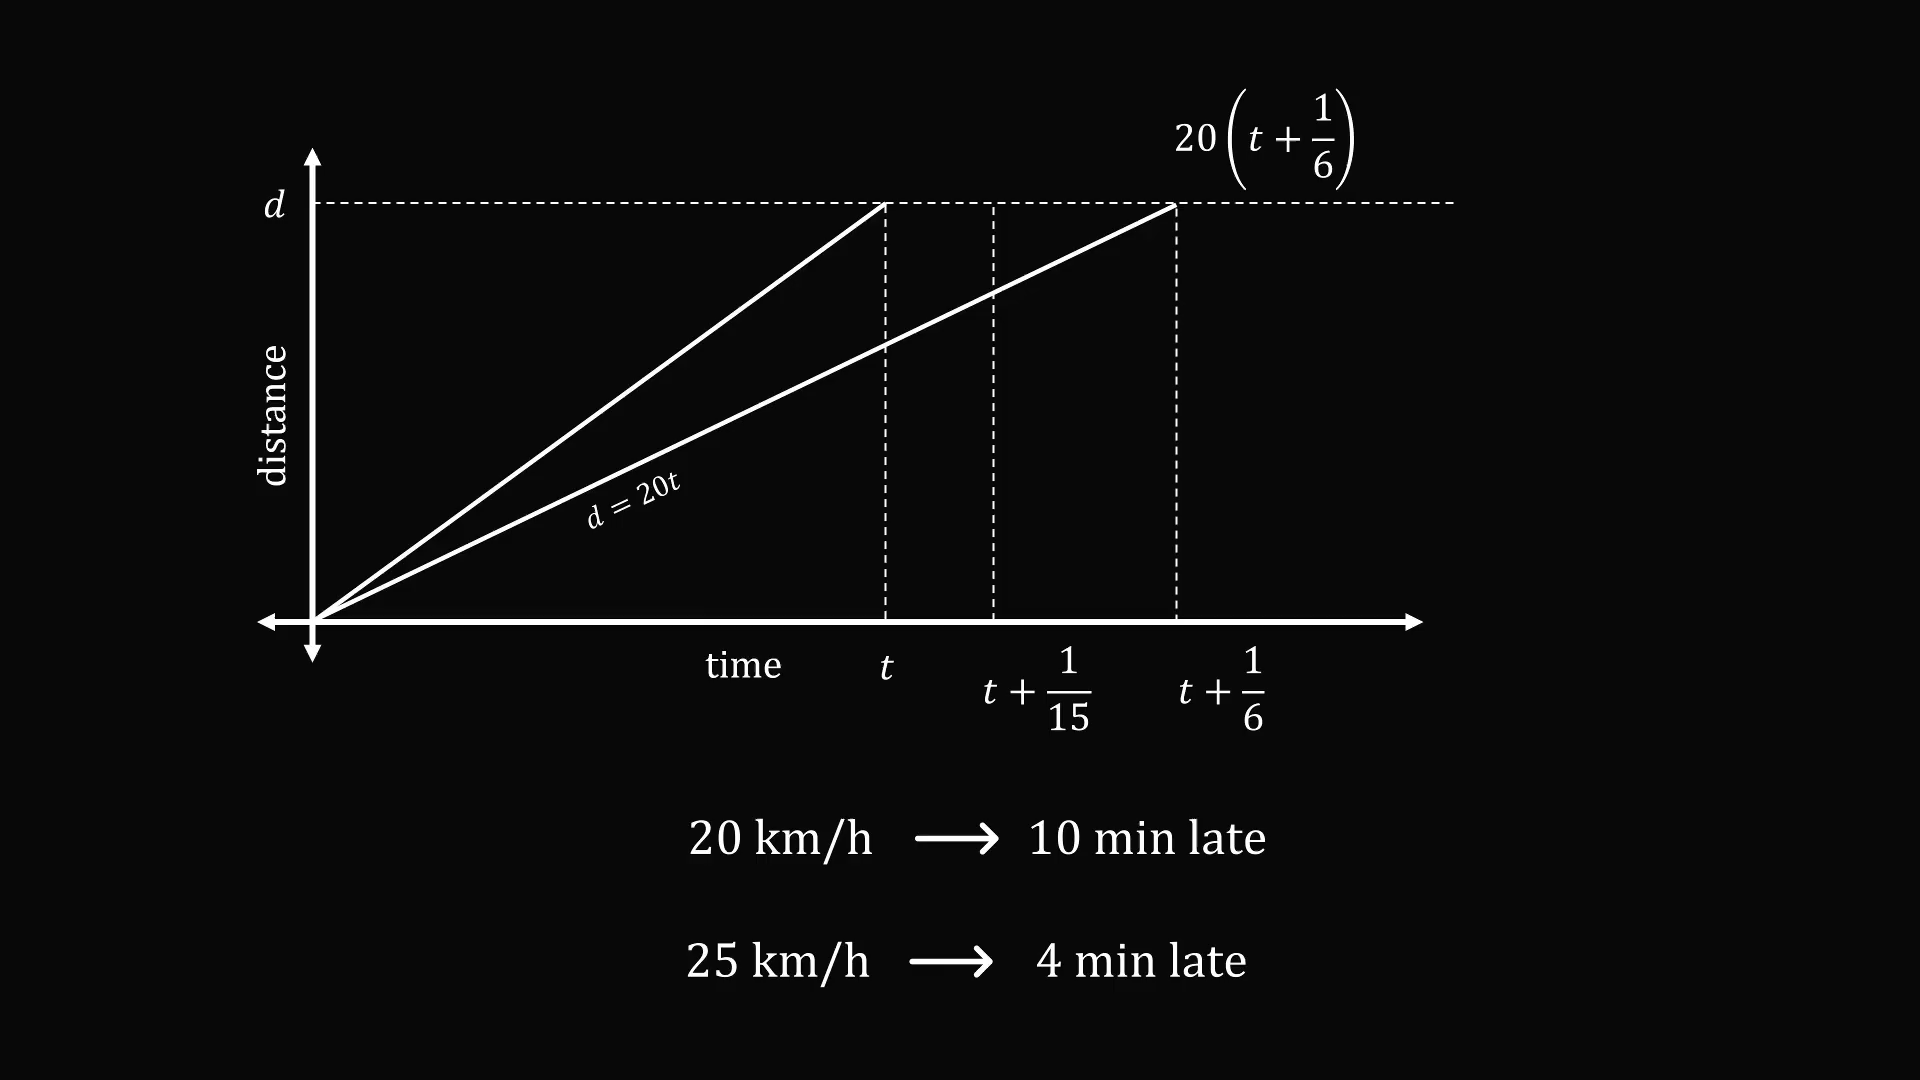 20(t + 1/6)
d
distance
d = 20t
time
t
t + 1/15
t + 1/6
20 km/h ⟶ 10 min late
25 km/h ⟶ 4 min late